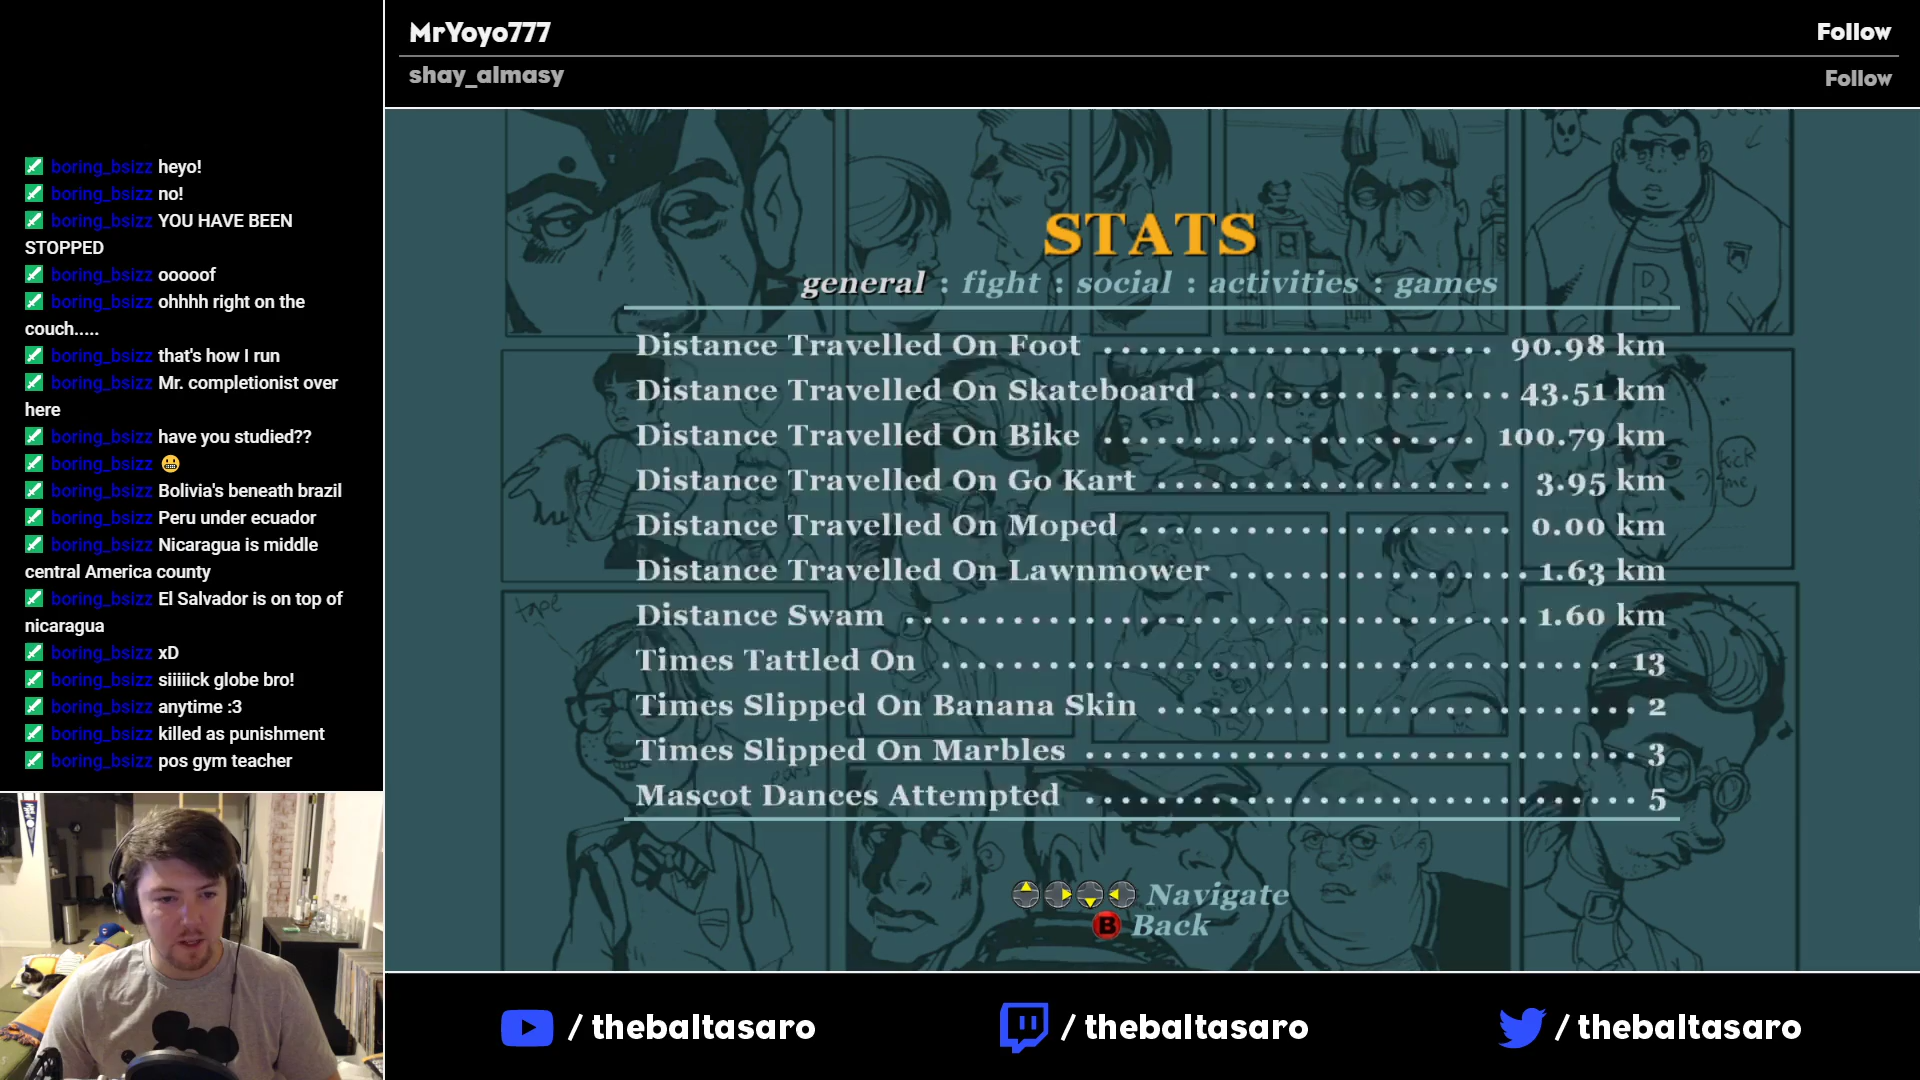 MrYoyo777
Follow
shay_almasy
Follow
boring_bsizz heyo!
boring_bsizz no!
boring_bsizz YOU HAVE BEEN
STOPPED
boring_bsizz ooooof
boring_bsizz ohhhh right on the
couch.....
boring_bsizz that's how I run
boring_bsizz Mr. completionist over
here
boring_bsizz have you studied??
boring_bsizz 😬
boring_bsizz Bolivia's beneath brazil
boring_bsizz Peru under ecuador
boring_bsizz Nicaragua is middle
central America county
boring_bsizz El Salvador is on top of
nicaragua
boring_bsizz xD
boring_bsizz siiiiick globe bro!
boring_bsizz anytime :3
boring_bsizz killed as punishment
boring_bsizz pos gym teacher
STATS
general : fight : social : activities : games
Distance Travelled On Foot 90.98 km
Distance Travelled On Skateboard 43.51 km
Distance Travelled On Bike 100.79 km
Distance Travelled On Go Kart 3.95 km
Distance Travelled On Moped 0.00 km
Distance Travelled On Lawnmower 1.63 km
Distance Swam 1.60 km
Times Tattled On 13
Times Slipped On Banana Skin 2
Times Slipped On Marbles 3
Mascot Dances Attempted 5
tape
B
Navigate
B Back
/ thebaltasaro
/ thebaltasaro
/ thebaltasaro